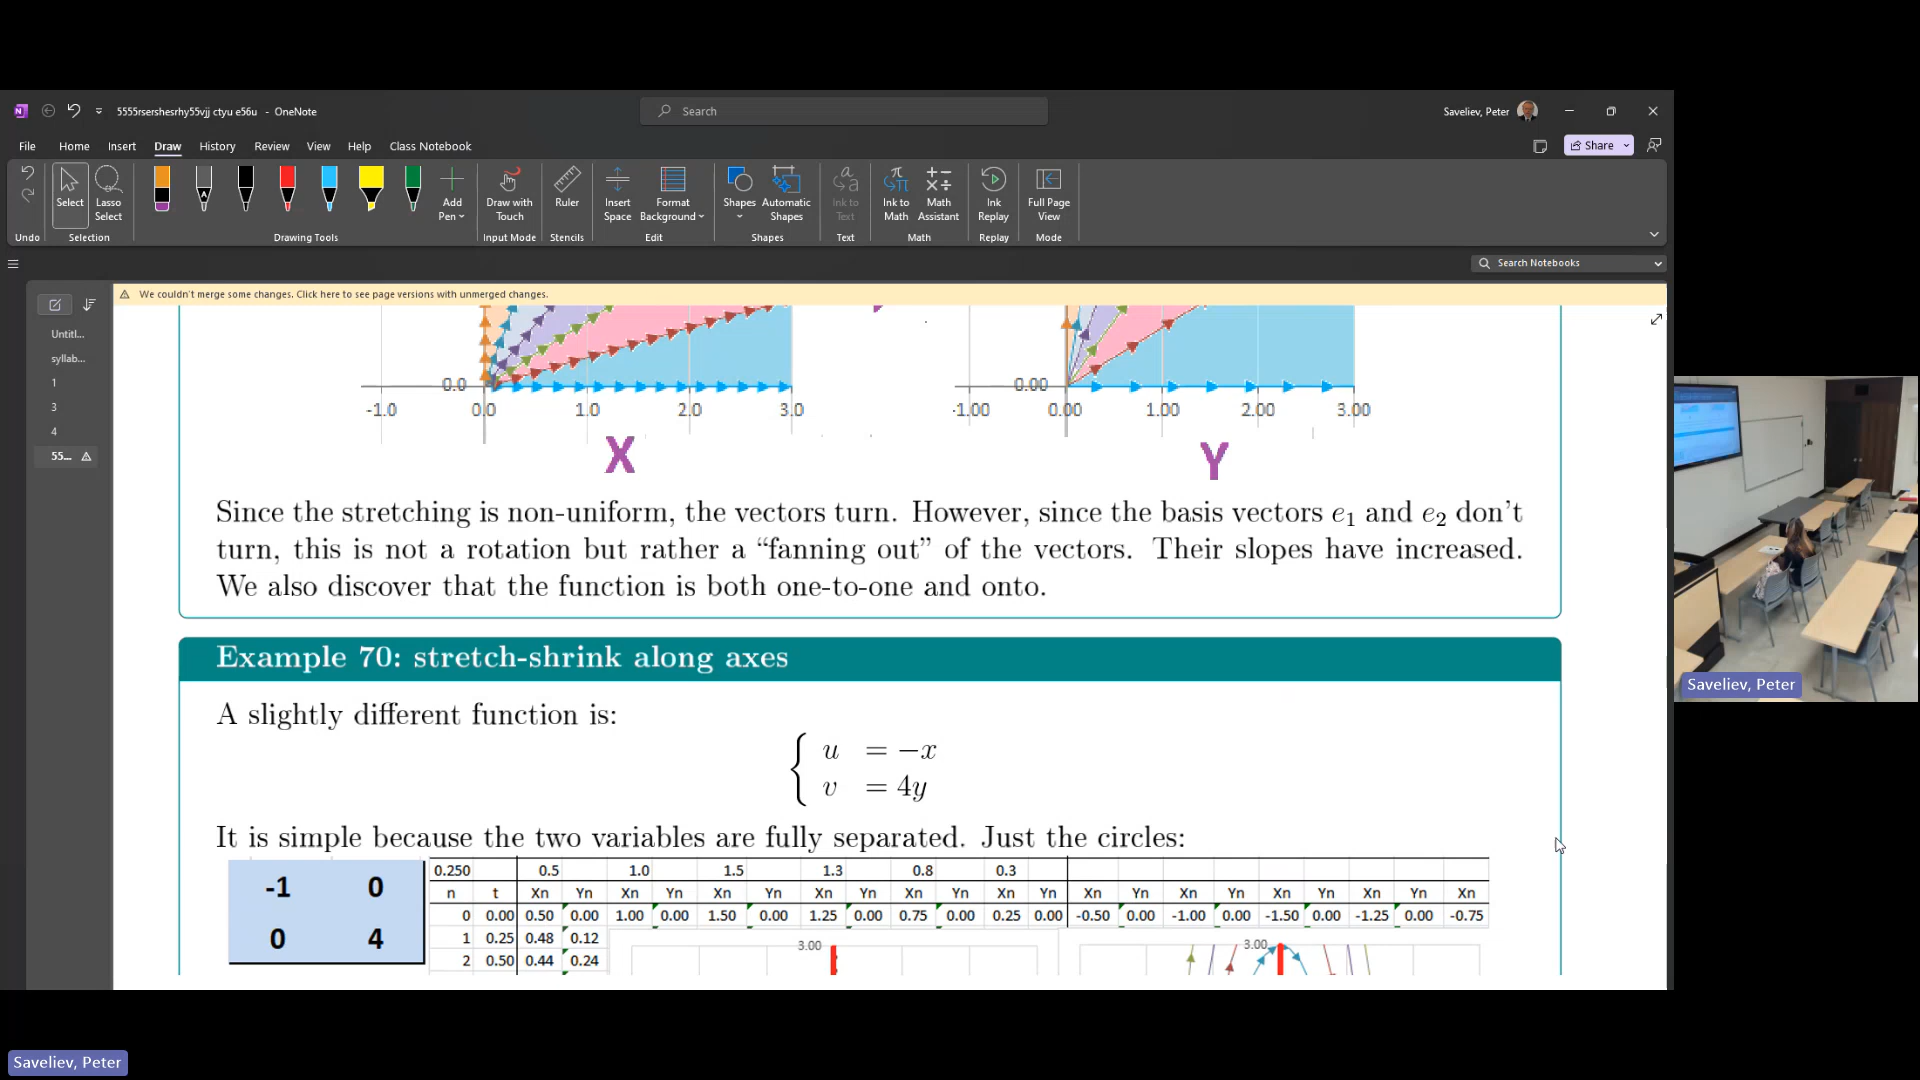 5555rsershesrhy55vjj ctyu e56u - OneNote
Search
Saveliev, Peter
File Home Insert Draw History Review View Help Class Notebook
Share
Undo
Select
Lasso Select
Selection
Drawing Tools
Add Pen
Draw with Touch
Input Mode
Ruler
Stencils
Insert Space
Format Background
Edit
Shapes
Automatic Shapes
Shapes
Ink to Text
Text
Ink to Math
Math Assistant
Math
Ink Replay
Replay
Full Page View
Mode
Search Notebooks
We couldn't merge some changes. Click here to see page versions with unmerged changes.
Untitl...
syllab...
1
3
4
55...
0.0
-1.0 0.0 1.0 2.0 3.0
X
0.00
-1.00 0.00 1.00 2.00 3.00
Y
Since the stretching is non-uniform, the vectors turn. However, since the basis vectors e₁ and e₂ don't
turn, this is not a rotation but rather a “fanning out” of the vectors. Their slopes have increased.
We also discover that the function is both one-to-one and onto.
Example 70: stretch-shrink along axes
A slightly different function is:
u = −x
v = 4y
It is simple because the two variables are fully separated. Just the circles:
-1 0
0 4
0.250 0.5 1.0 1.5 1.3 0.8 0.3
n t Xn Yn Xn Yn Xn Yn Xn Yn Xn Yn Xn Yn Xn Yn Xn Yn Xn Yn Xn Yn Xn
0 0.00 0.50 0.00 1.00 0.00 1.50 0.00 1.25 0.00 0.75 0.00 0.25 0.00 -0.50 0.00 -1.00 0.00 -1.50 0.00 -1.25 0.00 -0.75
1 0.25 0.48 0.12
2 0.50 0.44 0.24
3.00
3.00
Saveliev, Peter
Saveliev, Peter